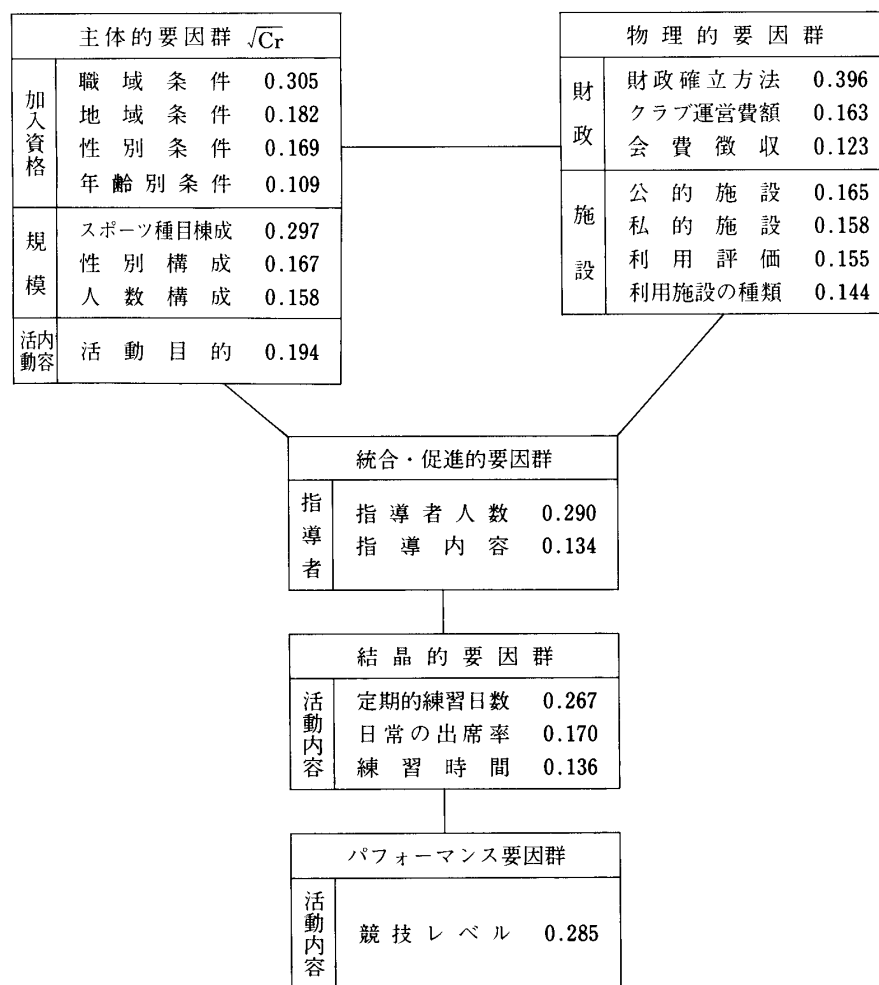 主体的要因群 √Cr
加入資格
職域条件 0.305
地域条件 0.182
性別条件 0.169
年齢別条件 0.109
規模
スポーツ種目棟成 0.297
性別構成 0.167
人数構成 0.158
活動内容
活動目的 0.194
物理的要因群
財政
財政確立方法 0.396
クラブ運営費額 0.163
会費徴収 0.123
施設
公的施設 0.165
私的施設 0.158
利用評価 0.155
利用施設の種類 0.144
統合・促進的要因群
指導者
指導者人数 0.290
指導内容 0.134
結晶的要因群
活動内容
定期的練習日数 0.267
日常の出席率 0.170
練習時間 0.136
パフォーマンス要因群
活動内容
競技レベル 0.285